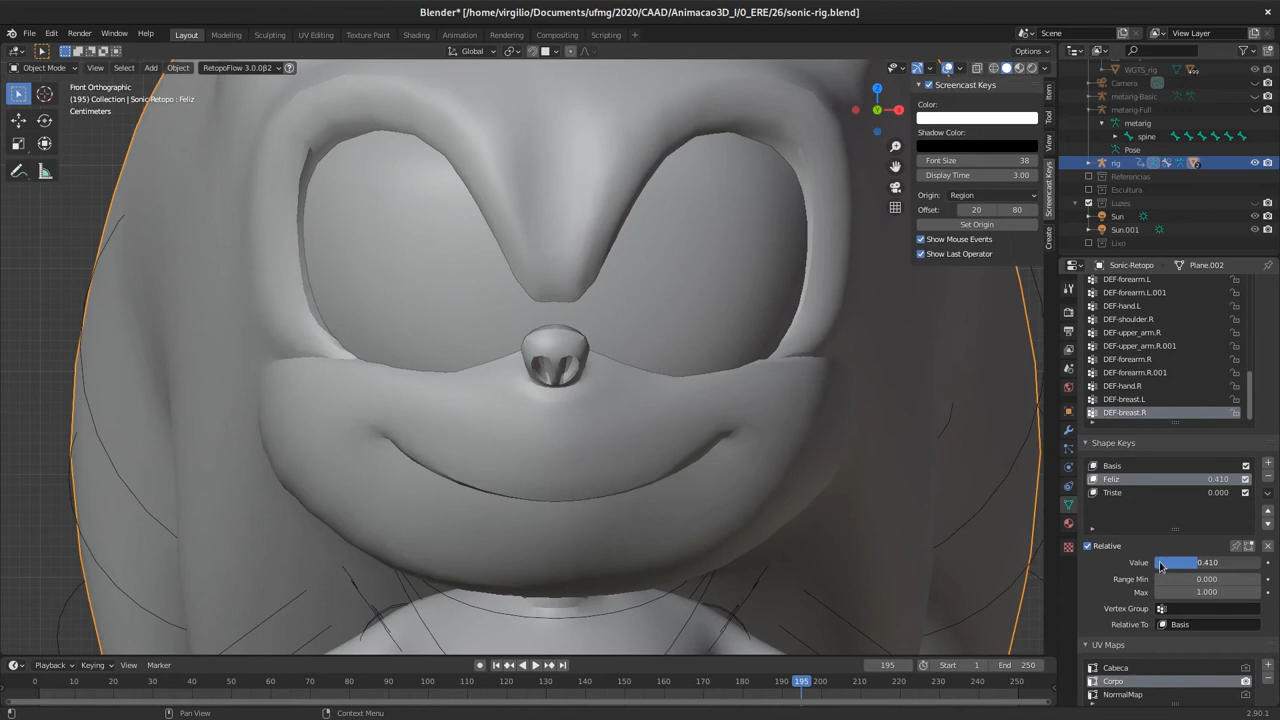 Blender* [/home/virgilio/Documents/ufmg/2020/CAAD/Animacao3D_I/0_ERE/26/sonic-rig.blend]
File Edit Render Window Help
Layout Modeling Sculpting UV Editing Texture Paint Shading Animation Rendering Compositing Scripting
Scene View Layer
Global Options
Object Mode View Select Add Object RetopoFlow 3.0.0β2
Front Orthographic
(195) Collection | Sonic-Retopo : Feliz
Centimeters
Z
X
Y
Screencast Keys
Color:
Shadow Color:
Font Size 38
Display Time 3.00
Origin: Region
Offset: 20 80
Set Origin
Show Mouse Events
Show Last Operator
Item
Tool
View
Screencast Keys
Create
WGTS_rig
Camera
metarig-Basic
metarig-Full
metarig
spine
Pose
rig
Referencias
Escultura
Luzes
Sun
Sun.001
Lixo
Sonic-Retopo Plane.002
DEF-forearm.L
DEF-forearm.L.001
DEF-hand.L
DEF-shoulder.R
DEF-upper_arm.R
DEF-upper_arm.R.001
DEF-forearm.R
DEF-forearm.R.001
DEF-hand.R
DEF-breast.L
DEF-breast.R
Shape Keys
Basis
Feliz 0.410
Triste 0.000
Relative
Value 0.410
Range Min 0.000
Max 1.000
Vertex Group
Relative To Basis
UV Maps
Cabeca
Corpo
NormalMap
Playback Keying View Marker 195 Start 1 End 250
0 10 20 30 40 50 60 70 80 90 100 110 120 130 140 150 160 170 180 190 195 200 210 220 230 240 250
Pan View Context Menu 2.90.1